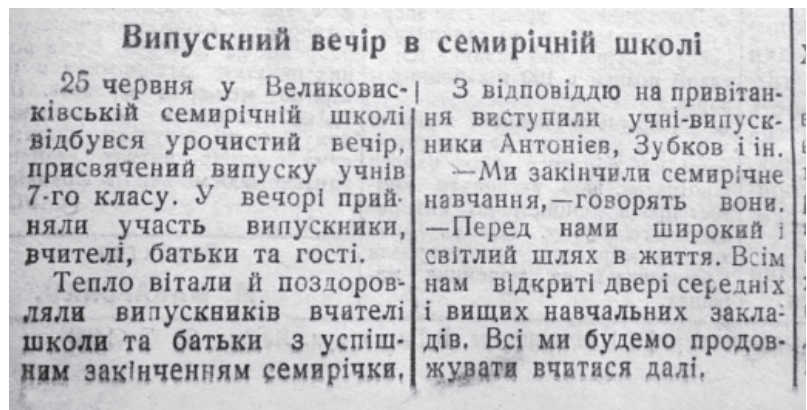 Випускний вечір в семирічній школі
25 червня у Великовис-
ківській семирічній школі
відбувся урочистий вечір,
присвячений випуску учнів
7-го класу. У вечорі прий-
няли участь випускники,
вчителі, батьки та гості.
Тепло вітали й поздоров-
ляли випускників вчителі
школи та батьки з успіш-
ним закінченням семирічки.
З відповіддю на привітан-
ня виступили учні-випуск-
ники Антонієв, Зубков і ін.
—Ми закінчили семирічне
навчання,—говорять вони.
—Перед нами широкий і
світлий шлях в життя. Всім
нам відкриті двері середніх
і вищих навчальних закла-
дів. Всі ми будемо продов-
жувати вчитися далі.